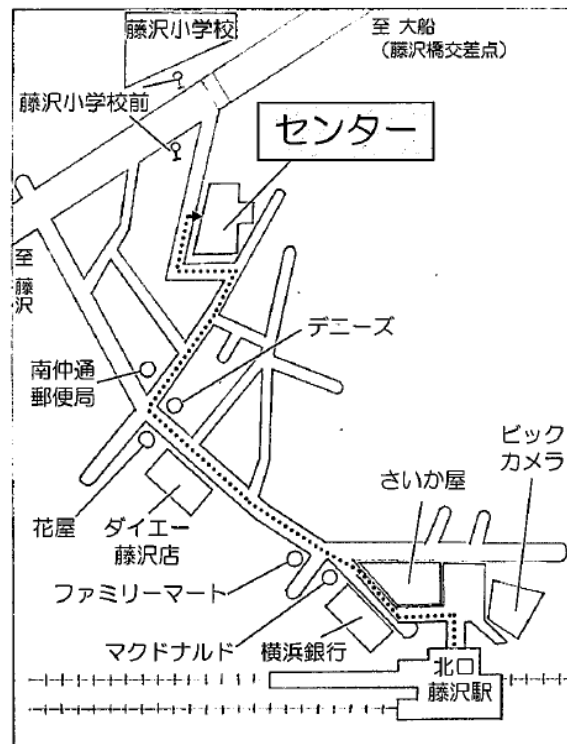 藤沢小学校
至 大船
(藤沢橋交差点)
藤沢小学校前
センター
至 藤沢
デニーズ
南仲通
郵便局
ビック
カメラ
さいか屋
花屋
ダイエー
藤沢店
ファミリーマート
マクドナルド
横浜銀行
北口
藤沢駅